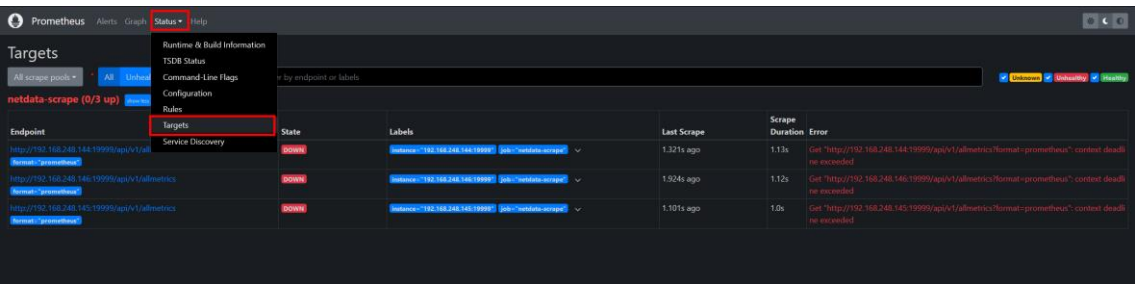 Prometheus Alerts Graph Status Help
Targets
Runtime & Build Information
TSDB Status
Command-Line Flags
Configuration
Rules
Targets
Service Discovery
All scrape pools All Unheal r by endpoint or labels Unknown Unhealthy Healthy
netdata-scrape (0/3 up)
Endpoint State Labels Last Scrape Scrape Duration Error
http://192.168.248.144:19999/api/v1/all DOWN instance="192.168.248.144:19999" job="netdata-scrape" 1.321s ago 1.13s Get "http://192.168.248.144:19999/api/v1/allmetrics?format=prometheus": context deadli
format="prometheus" ne exceeded
http://192.168.248.146:19999/api/v1/allmetrics DOWN instance="192.168.248.146:19999" job="netdata-scrape" 1.924s ago 1.12s Get "http://192.168.248.146:19999/api/v1/allmetrics?format=prometheus": context deadli
format="prometheus" ne exceeded
http://192.168.248.145:19999/api/v1/allmetrics DOWN instance="192.168.248.145:19999" job="netdata-scrape" 1.101s ago 1.0s Get "http://192.168.248.145:19999/api/v1/allmetrics?format=prometheus": context deadli
format="prometheus" ne exceeded